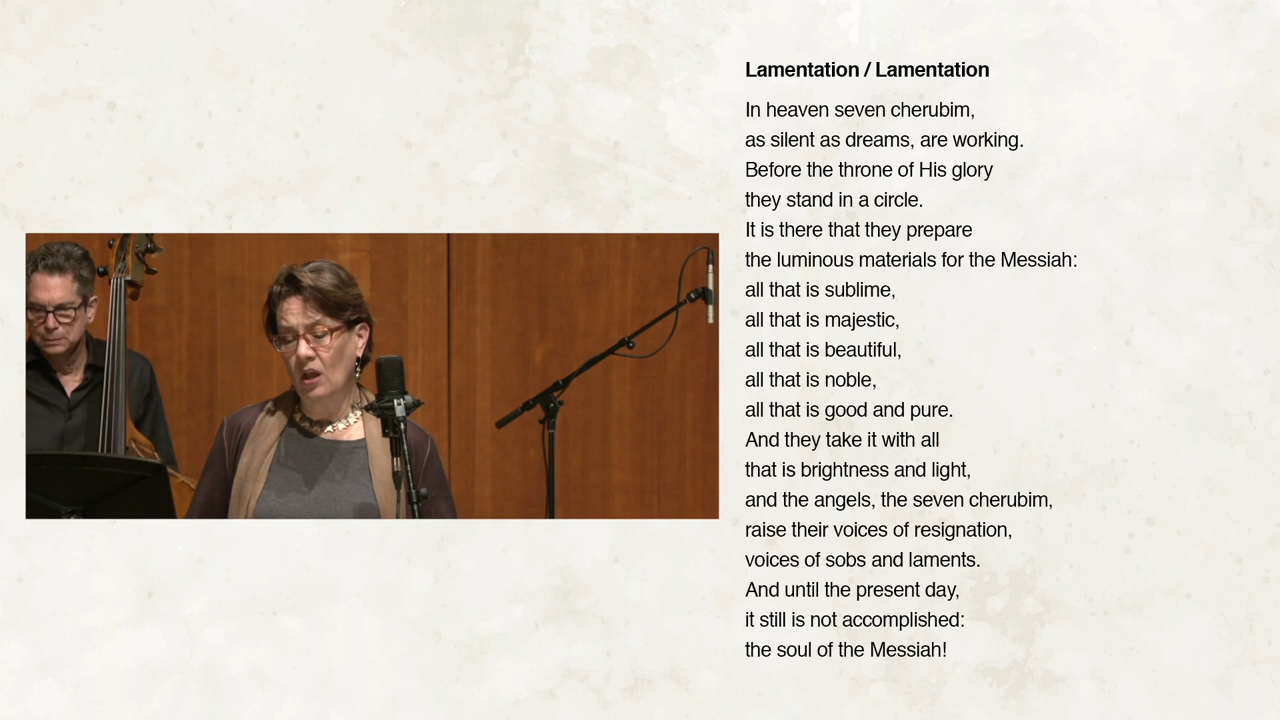 Lamentation / Lamentation
In heaven seven cherubim,
as silent as dreams, are working.
Before the throne of His glory
they stand in a circle.
It is there that they prepare
the luminous materials for the Messiah:
all that is sublime,
all that is majestic,
all that is beautiful,
all that is noble,
all that is good and pure.
And they take it with all
that is brightness and light,
and the angels, the seven cherubim,
raise their voices of resignation,
voices of sobs and laments.
And until the present day,
it still is not accomplished:
the soul of the Messiah!